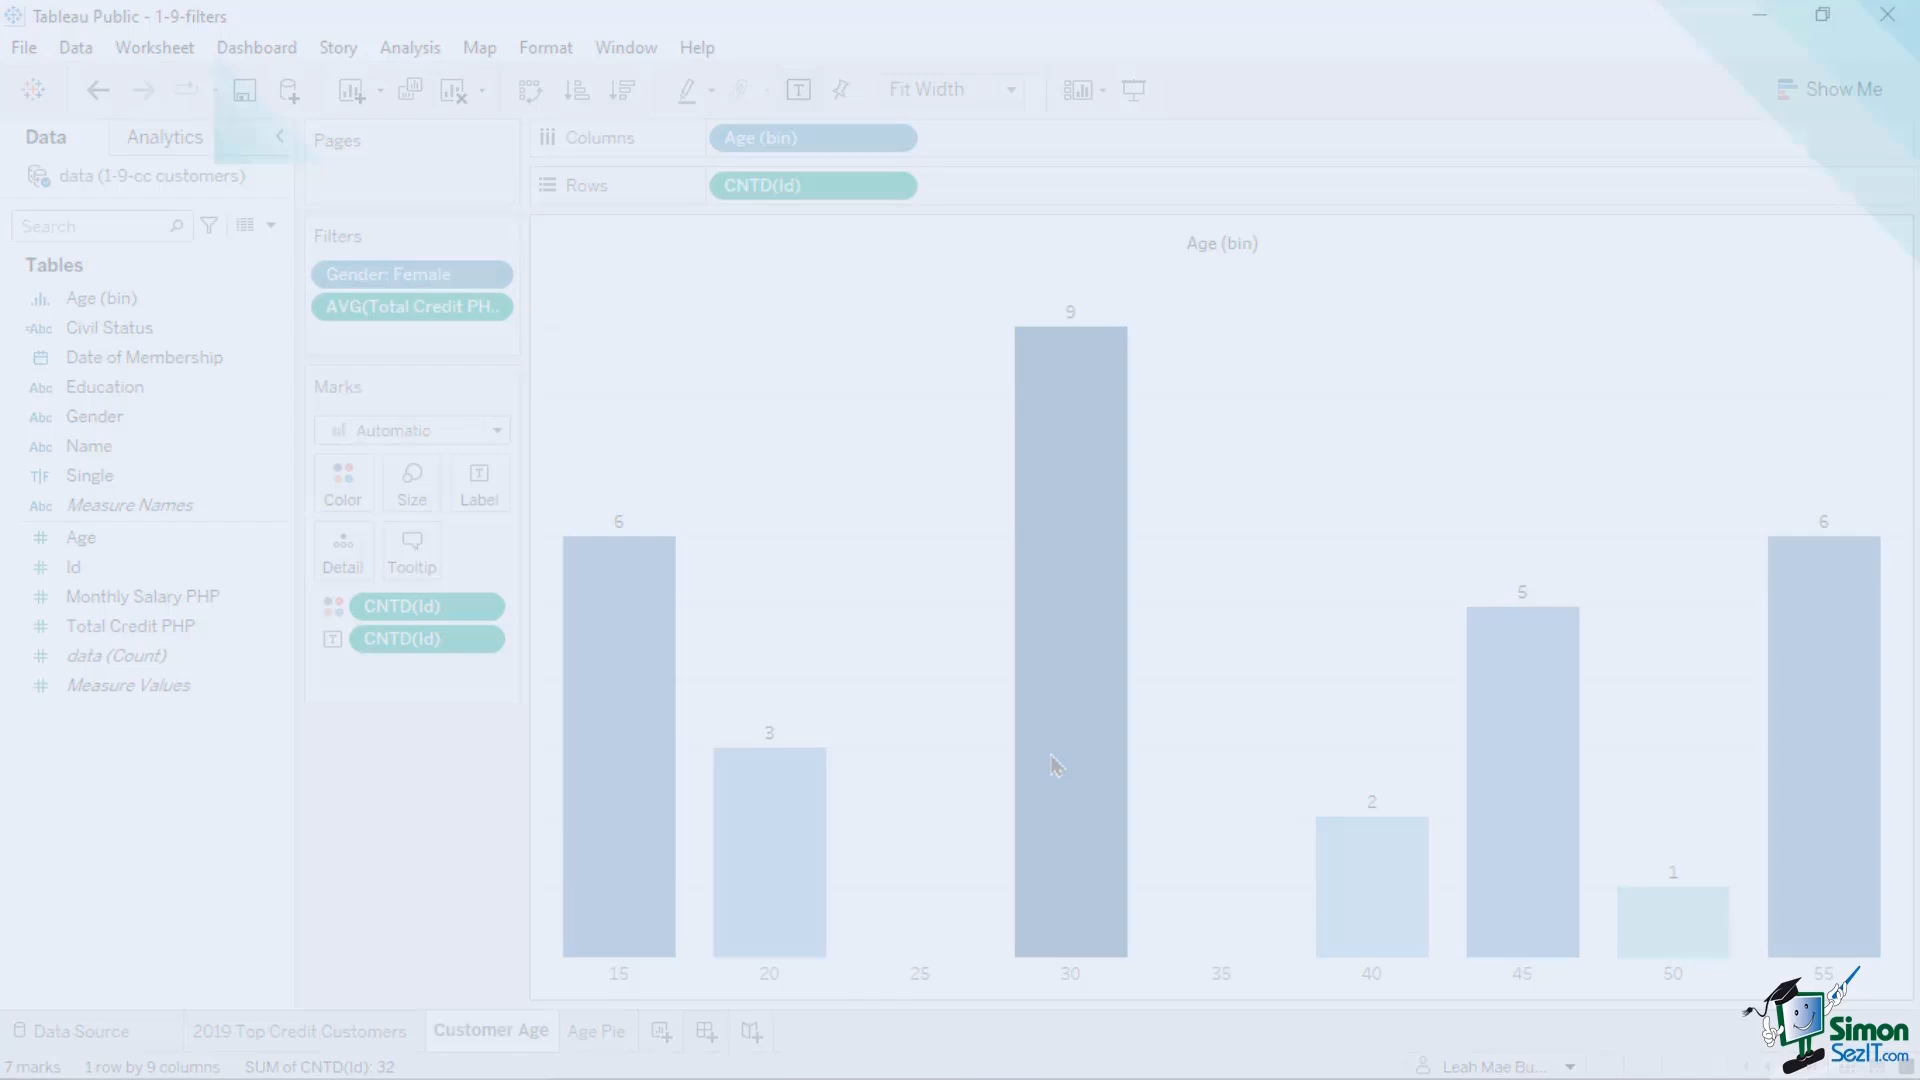 Tableau Public - 1-9-filters
File Data Worksheet Dashboard Story Analysis Map Format Window Help
Fit Width
Show Me
Data Analytics
data (1-9-cc customers)
Search
Tables
Age (bin)
Abc Civil Status
Date of Membership
Abc Education
Abc Gender
Abc Name
T|F Single
Abc Measure Names
# Age
# Id
# Monthly Salary PHP
# Total Credit PHP
# data (Count)
# Measure Values
Pages
Filters
Gender: Female
AVG(Total Credit PH..
Marks
Automatic
Color Size Label
Detail Tooltip
CNTD(Id)
CNTD(Id)
Columns Age (bin)
Rows CNTD(Id)
Age (bin)
9
6 6
5
3
2
1
15 20 25 30 35 40 45 50 55
Data Source 2019 Top Credit Customers Customer Age Age Pie
7 marks 1 row by 9 columns SUM of CNTD(Id): 32
Leah Mae Bu...
Simon
SezIT.com